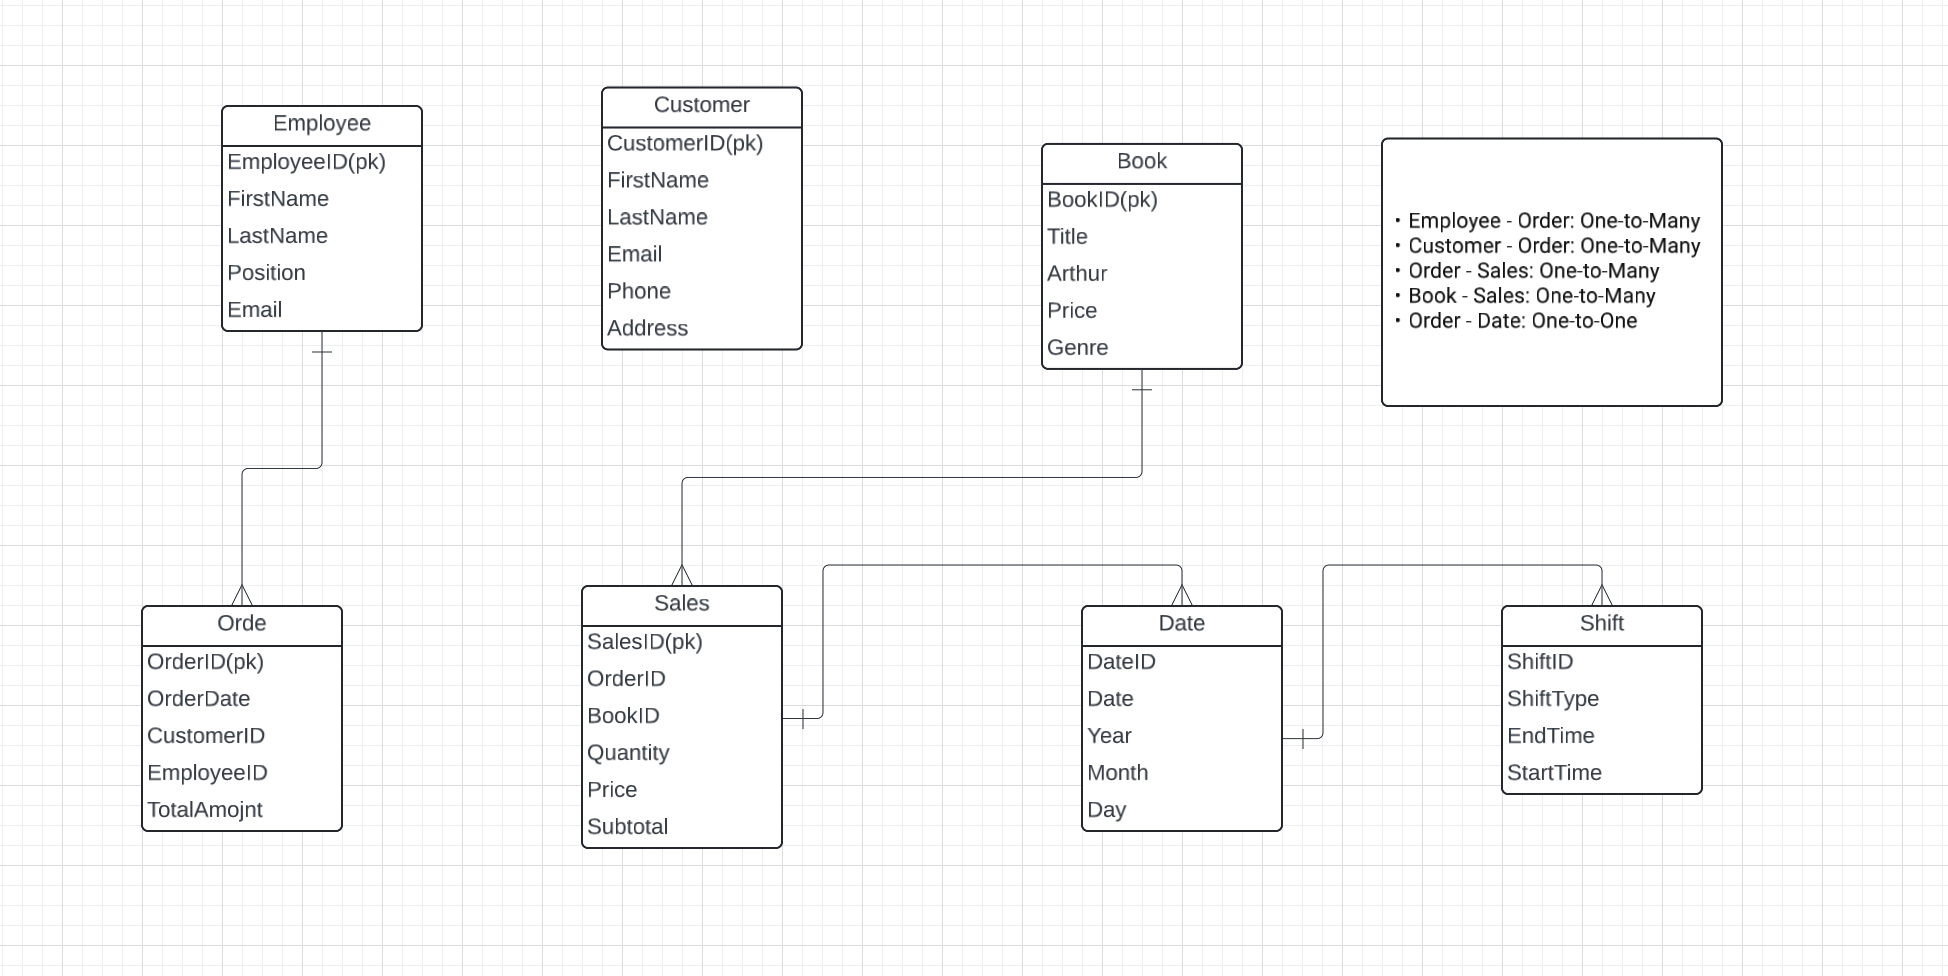 Employee
EmployeeID(pk)
FirstName
LastName
Position
Email
Customer
CustomerID(pk)
FirstName
LastName
Email
Phone
Address
Book
BookID(pk)
Title
Arthur
Price
Genre
• Employee - Order: One-to-Many
• Customer - Order: One-to-Many
• Order - Sales: One-to-Many
• Book - Sales: One-to-Many
• Order - Date: One-to-One
Orde
OrderID(pk)
OrderDate
CustomerID
EmployeeID
TotalAmojnt
Sales
SalesID(pk)
OrderID
BookID
Quantity
Price
Subtotal
Date
DateID
Date
Year
Month
Day
Shift
ShiftID
ShiftType
EndTime
StartTime